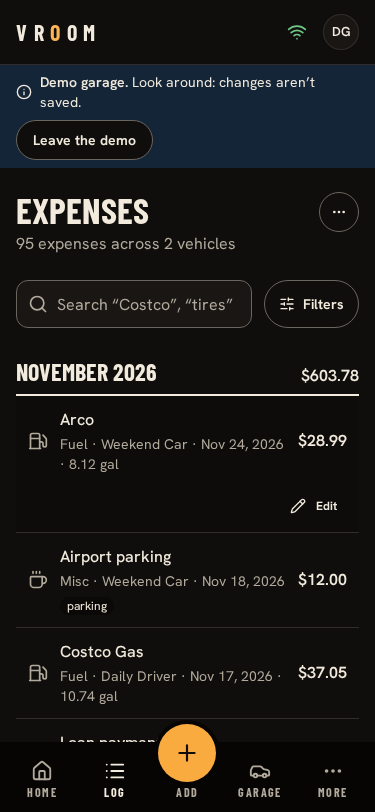 VROOM
DG
Demo garage. Look around: changes aren’t
saved.
Leave the demo
EXPENSES
95 expenses across 2 vehicles
Search “Costco”, “tires”
Filters
NOVEMBER 2026
$603.78
Arco
Fuel · Weekend Car · Nov 24, 2026
· 8.12 gal
$28.99
Edit
Airport parking
Misc · Weekend Car · Nov 18, 2026
$12.00
parking
Costco Gas
Fuel · Daily Driver · Nov 17, 2026 ·
10.74 gal
$37.05
HOME
LOG
ADD
GARAGE
MORE